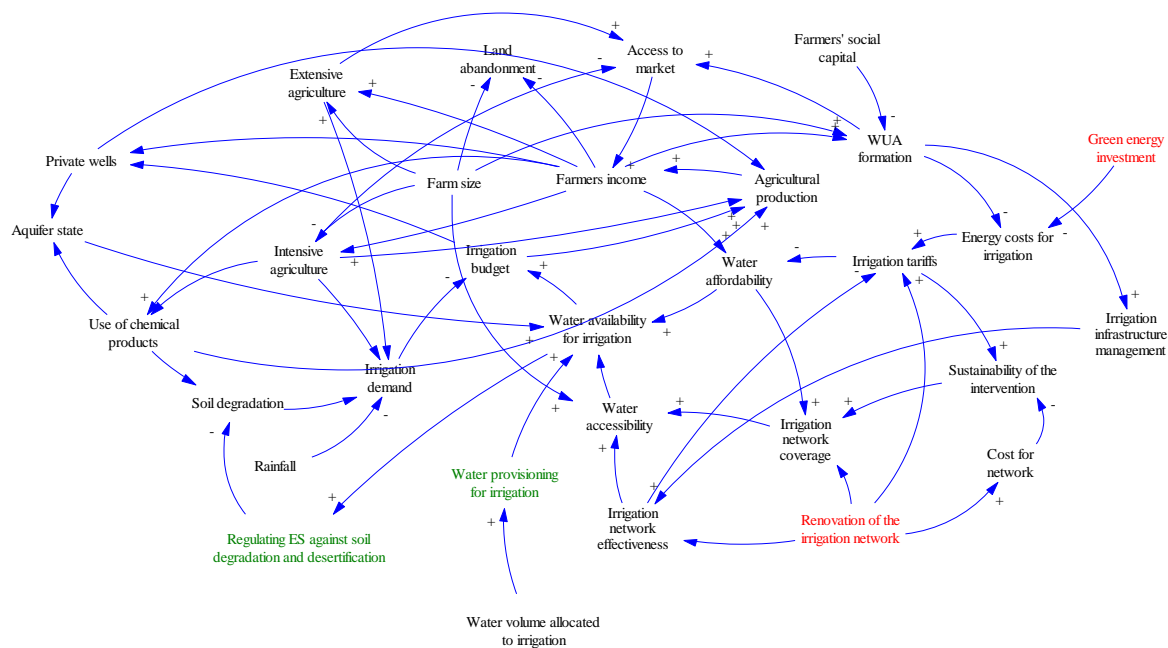 Land
abandonment
Access to
market
Farmers' social
capital
Extensive
agriculture
Green energy
investment
WUA
formation
Private wells
Farm size
Farmers income
Agricultural
production
Aquifer state
Intensive
agriculture
Irrigation
budget
Water
affordability
Irrigation tariffs
Energy costs for
irrigation
Use of chemical
products
Water availability
for irrigation
Irrigation
infrastructure
management
Irrigation
demand
Sustainability of the
intervention
Soil degradation
Water
accessibility
Irrigation
network
coverage
Rainfall
Water provisioning
for irrigation
Cost for
network
Irrigation
network
effectiveness
Renovation of the
irrigation network
Regulating ES against soil
degradation and desertification
Water volume allocated
to irrigation